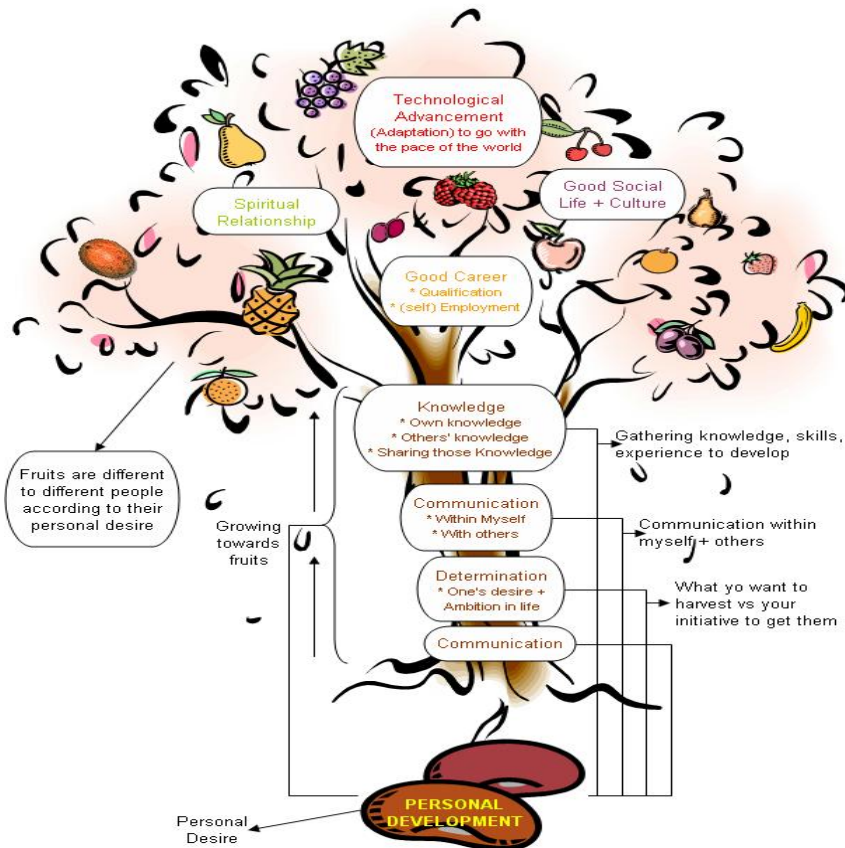 Technological
Advancement
(Adaptation) to go with
the pace of the world
Spiritual
Relationship
Good Social
Life + Culture
Good Career
* Qualification
* (self) Employment
Knowledge
* Own knowledge
* Others' knowledge
* Sharing those Knowledge
Gathering knowledge, skills,
experience to develop
Fruits are different
to different people
according to their
personal desire
Growing
towards
fruits
Communication
* Within Myself
* With others
Communication within
myself + others
Determination
* One's desire +
Ambition in life
What yo want to
harvest vs your
initiative to get them
Communication
PERSONAL
DEVELOPMENT
Personal
Desire